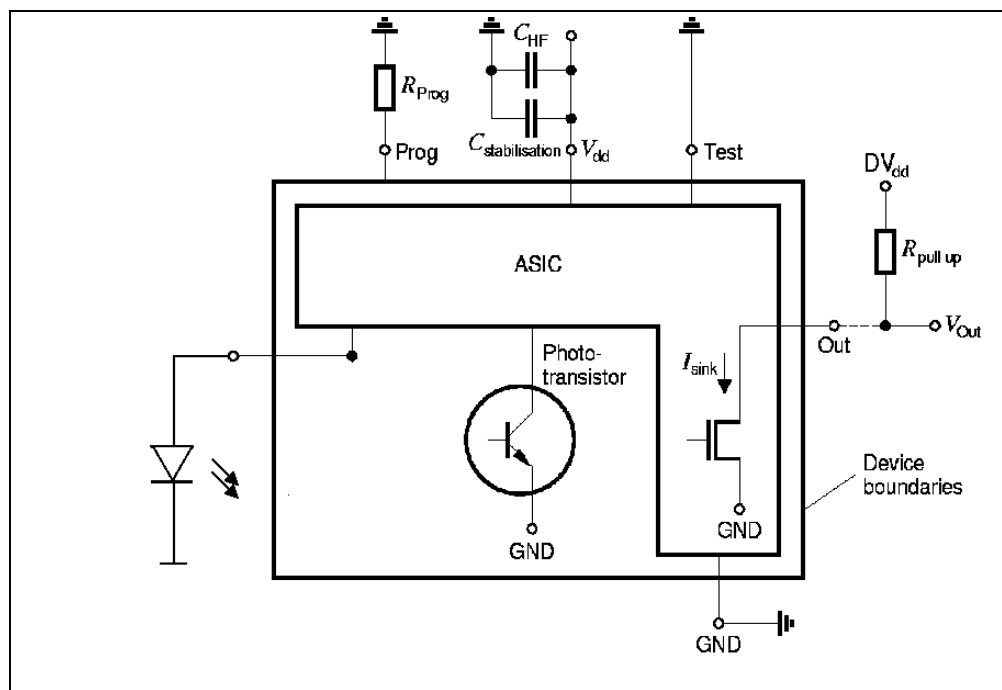 C_HF
R_Prog
C_stabilisation
V_dd
Prog
Test
DV_dd
R_pull up
ASIC
V_Out
Out
Photo-
transistor
I_sink
Device
boundaries
GND
GND
GND